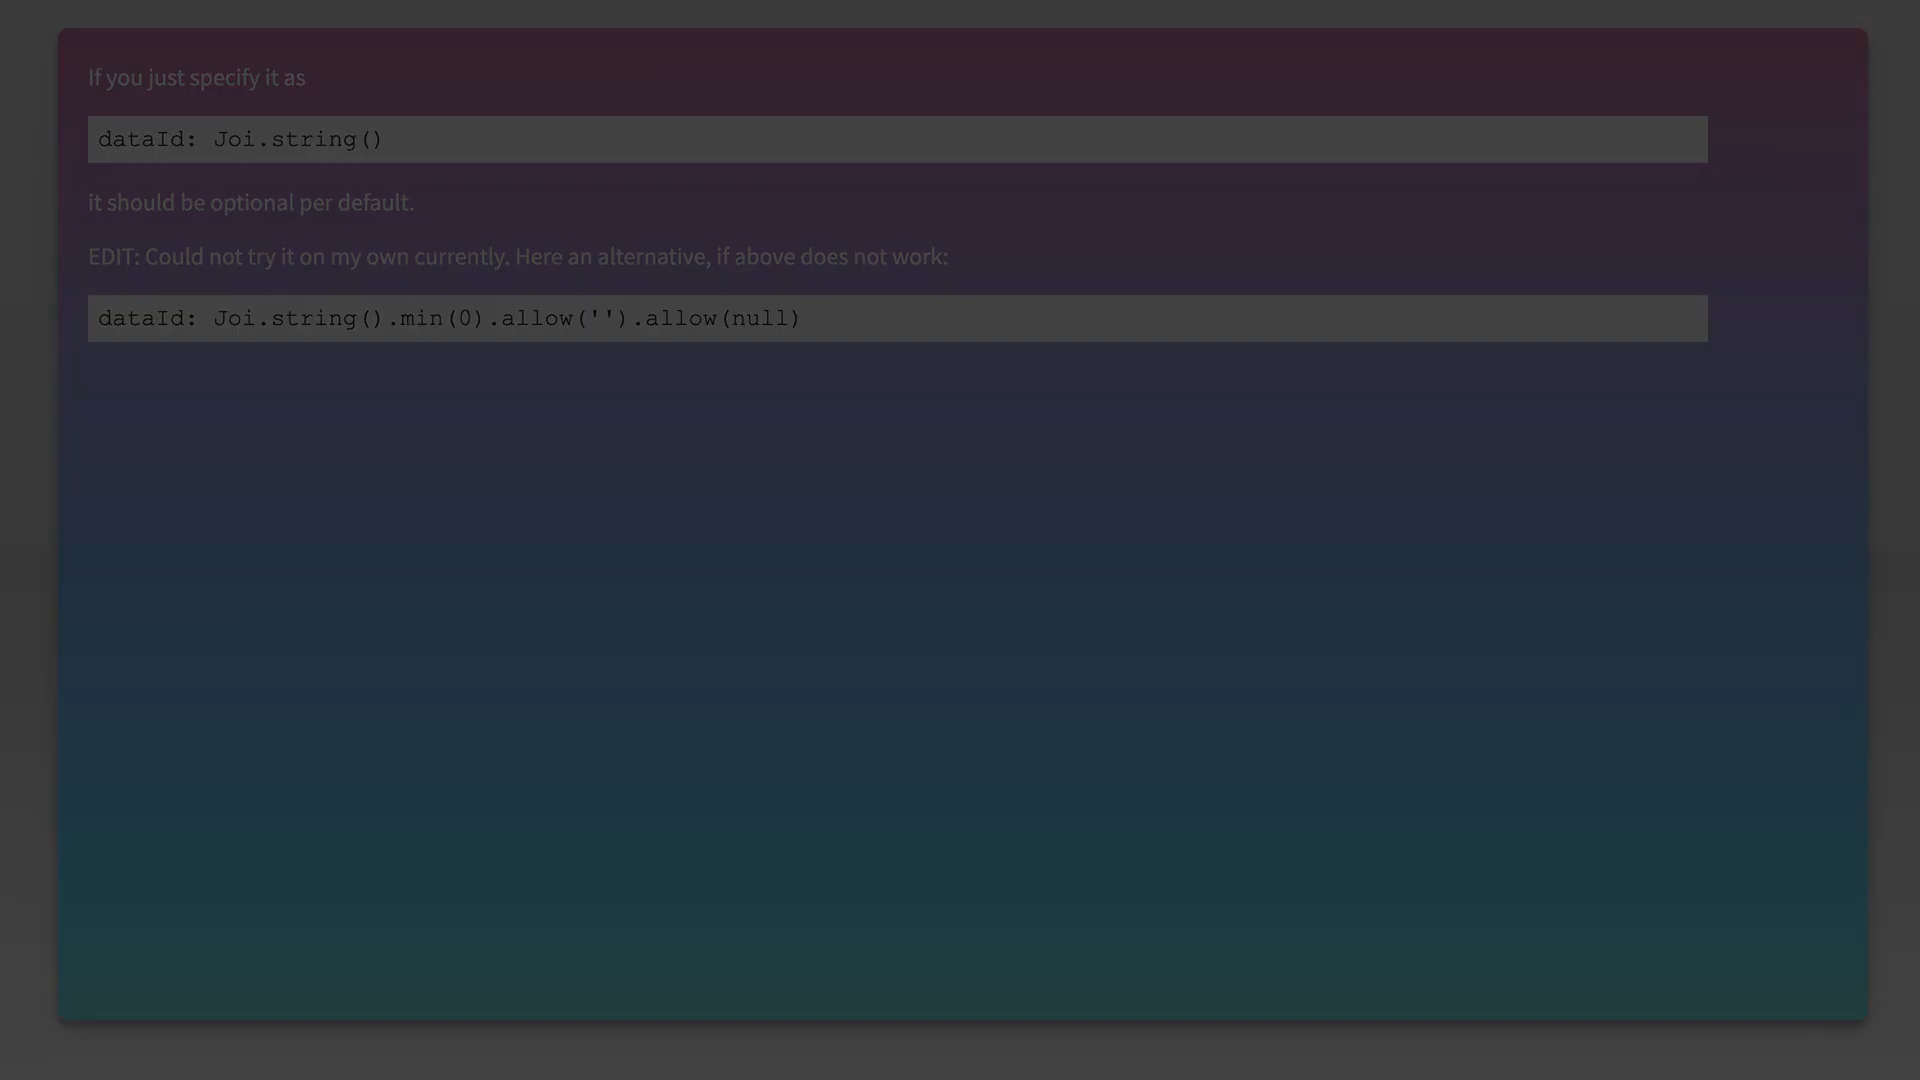 If you just specify it as
dataId: Joi.string()
it should be optional per default.
EDIT: Could not try it on my own currently. Here an alternative, if above does not work:
dataId: Joi.string().min(0).allow('').allow(null)